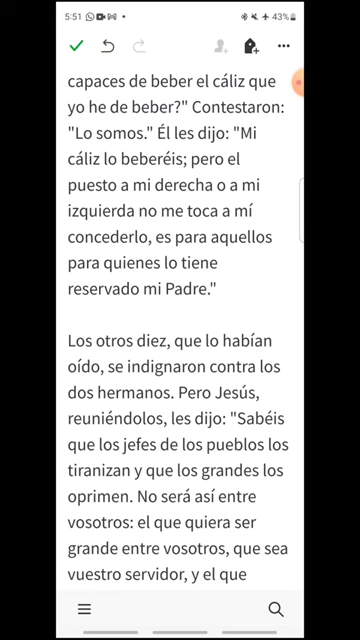 5:51
43%
capaces de beber el cáliz que
yo he de beber?" Contestaron:
"Lo somos." Él les dijo: "Mi
cáliz lo beberéis; pero el
puesto a mi derecha o a mi
izquierda no me toca a mí
concederlo, es para aquellos
para quienes lo tiene
reservado mi Padre."
Los otros diez, que lo habían
oído, se indignaron contra los
dos hermanos. Pero Jesús,
reuniéndolos, les dijo: "Sabéis
que los jefes de los pueblos los
tiranizan y que los grandes los
oprimen. No será así entre
vosotros: el que quiera ser
grande entre vosotros, que sea
vuestro servidor, y el que